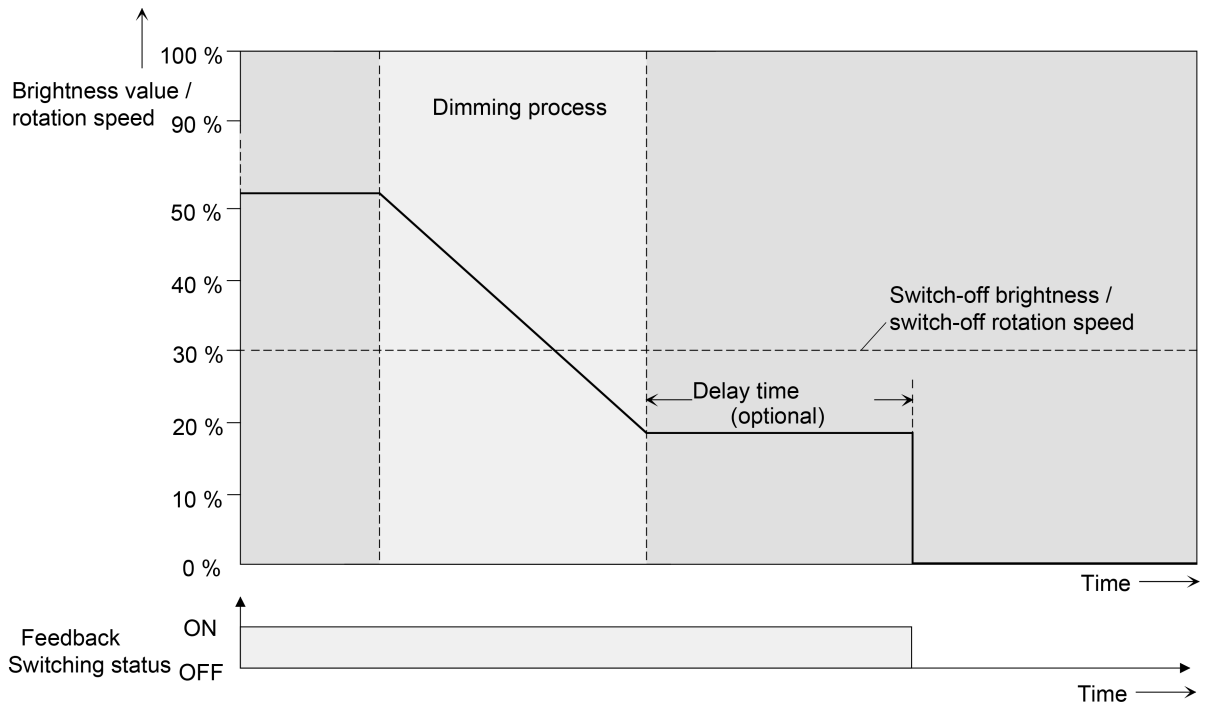 100 %
Brightness value /
rotation speed
90 %
Dimming process
50 %
40 %
Switch-off brightness /
switch-off rotation speed
30 %
Delay time
(optional)
20 %
10 %
0 %
Time
Feedback
Switching status
ON
OFF
Time